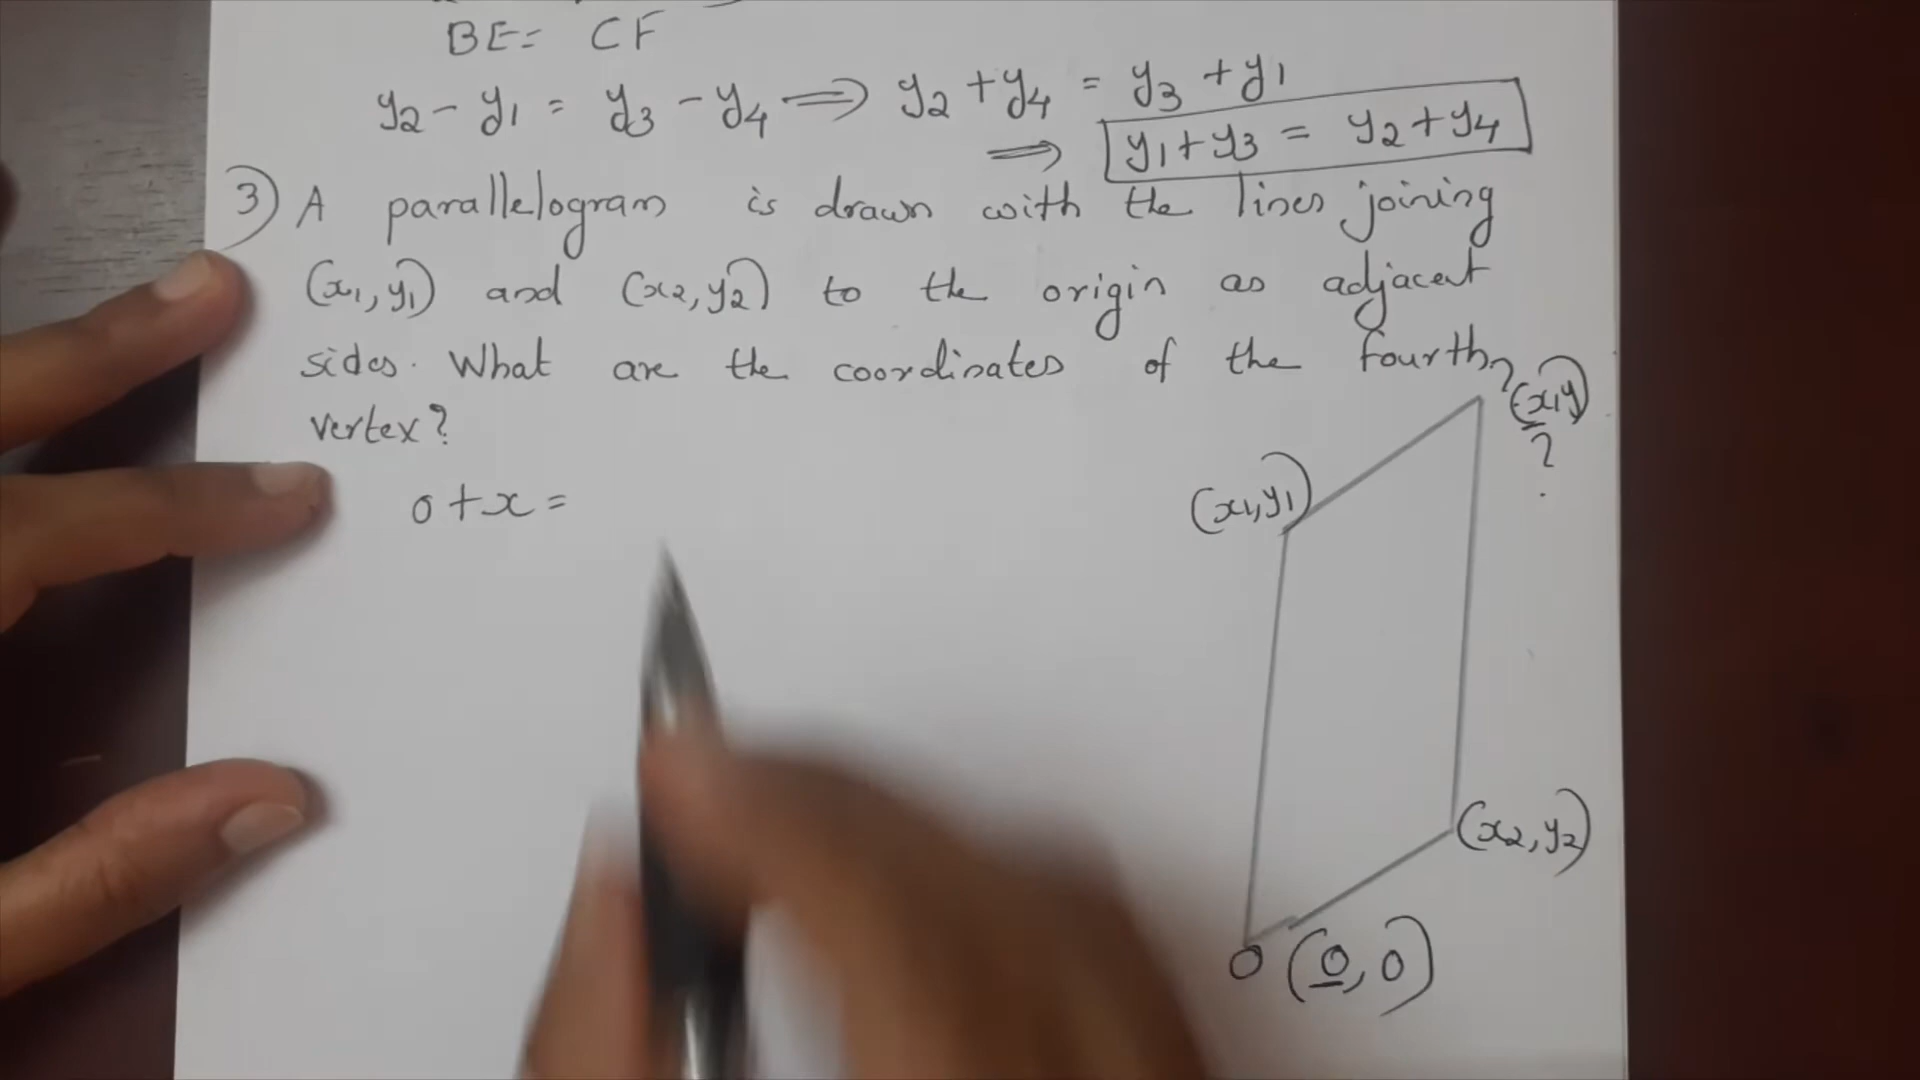 BE = CF
y₂ - y₁ = y₃ - y₄ ⟹ y₂ + y₄ = y₃ + y₁
⟹ y₁ + y₃ = y₂ + y₄
3) A parallelogram is drawn with the lines joining
(x₁, y₁) and (x₂, y₂) to the origin as adjacent
sides. What are the coordinates of the fourth
vertex?
(x, y)
?
(x₁, y₁)
0 + x =
(x₂, y₂)
O (0, 0)